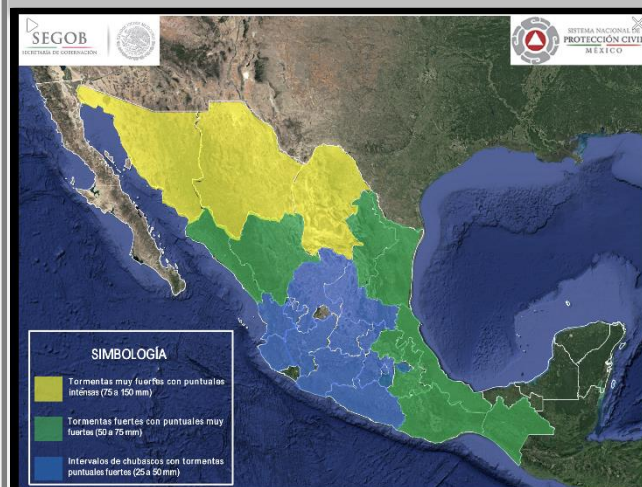 SEGOB
SECRETARÍA DE GOBERNACIÓN
SISTEMA NACIONAL DE
PROTECCIÓN CIVIL
MÉXICO
SIMBOLOGÍA
Tormentas muy fuertes con puntuales
intensas (75 a 150 mm)
Tormentas fuertes con puntuales muy
fuertes (50 a 75 mm)
Intervalos de chubascos con tormentas
puntuales fuertes (25 a 50 mm)